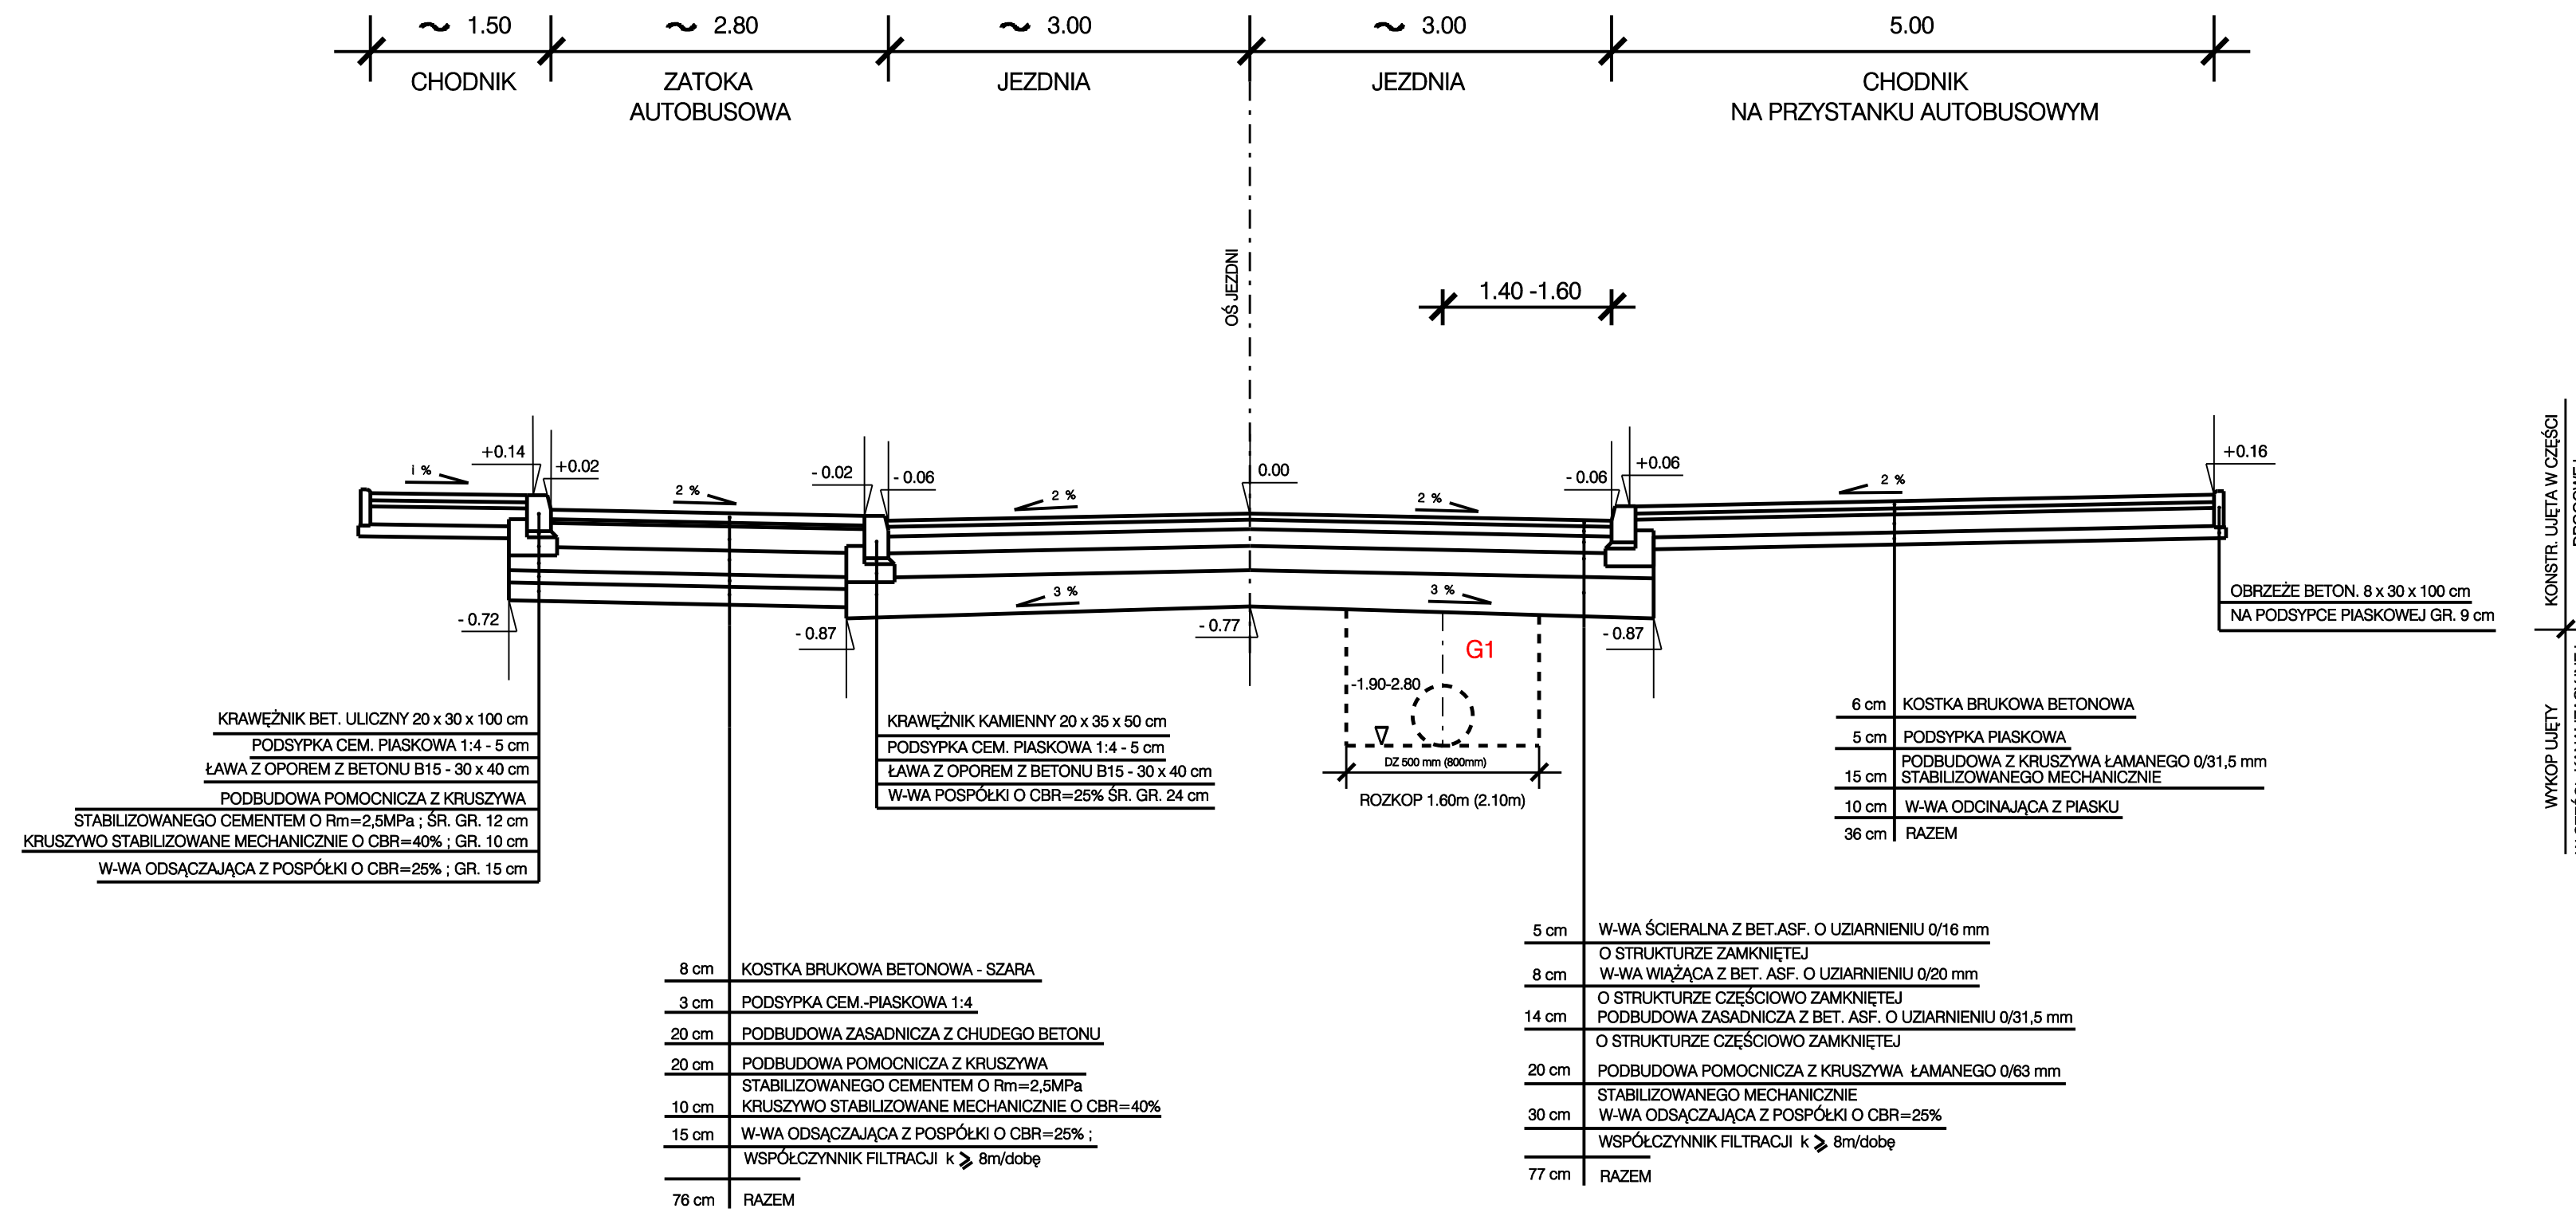 ~ 1.50
~ 2.80
~ 3.00
~ 3.00
5.00
CHODNIK
ZATOKA
AUTOBUSOWA
JEZDNIA
JEZDNIA
CHODNIK
NA PRZYSTANKU AUTOBUSOWYM
OŚ JEZDNI
1.40 -1.60
+0.14
+0.02
- 0.02
- 0.06
0.00
- 0.06
+0.06
+0.16
i %
2 %
2 %
2 %
2 %
3 %
3 %
- 0.72
- 0.87
- 0.77
- 0.87
G1
-1.90-2.80
DZ 500 mm (800mm)
ROZKOP 1.60m (2.10m)
OBRZEŻE BETON. 8 x 30 x 100 cm
NA PODSYPCE PIASKOWEJ GR. 9 cm
KONSTR. UJĘTA W CZĘŚCI
WYKOP UJĘTY
KRAWĘŻNIK BET. ULICZNY 20 x 30 x 100 cm
PODSYPKA CEM. PIASKOWA 1:4 - 5 cm
ŁAWA Z OPOREM Z BETONU B15 - 30 x 40 cm
PODBUDOWA POMOCNICZA Z KRUSZYWA
STABILIZOWANEGO CEMENTEM O Rm=2,5MPa ; ŚR. GR. 12 cm
KRUSZYWO STABILIZOWANE MECHANICZNIE O CBR=40% ; GR. 10 cm
W-WA ODSĄCZAJĄCA Z POSPÓŁKI O CBR=25% ; GR. 15 cm
KRAWĘŻNIK KAMIENNY 20 x 35 x 50 cm
PODSYPKA CEM. PIASKOWA 1:4 - 5 cm
ŁAWA Z OPOREM Z BETONU B15 - 30 x 40 cm
W-WA POSPÓŁKI O CBR=25% ŚR. GR. 24 cm
6 cm KOSTKA BRUKOWA BETONOWA
5 cm PODSYPKA PIASKOWA
PODBUDOWA Z KRUSZYWA ŁAMANEGO 0/31,5 mm
15 cm STABILIZOWANEGO MECHANICZNIE
10 cm W-WA ODCINAJĄCA Z PIASKU
36 cm RAZEM
8 cm KOSTKA BRUKOWA BETONOWA - SZARA
3 cm PODSYPKA CEM.-PIASKOWA 1:4
20 cm PODBUDOWA ZASADNICZA Z CHUDEGO BETONU
20 cm PODBUDOWA POMOCNICZA Z KRUSZYWA
STABILIZOWANEGO CEMENTEM O Rm=2,5MPa
10 cm KRUSZYWO STABILIZOWANE MECHANICZNIE O CBR=40%
15 cm W-WA ODSĄCZAJĄCA Z POSPÓŁKI O CBR=25% ;
WSPÓŁCZYNNIK FILTRACJI k ⩾ 8m/dobę
76 cm RAZEM
5 cm W-WA ŚCIERALNA Z BET.ASF. O UZIARNIENIU 0/16 mm
O STRUKTURZE ZAMKNIĘTEJ
8 cm W-WA WIĄŻĄCA Z BET. ASF. O UZIARNIENIU 0/20 mm
O STRUKTURZE CZĘŚCIOWO ZAMKNIĘTEJ
14 cm PODBUDOWA ZASADNICZA Z BET. ASF. O UZIARNIENIU 0/31,5 mm
O STRUKTURZE CZĘŚCIOWO ZAMKNIĘTEJ
20 cm PODBUDOWA POMOCNICZA Z KRUSZYWA ŁAMANEGO 0/63 mm
STABILIZOWANEGO MECHANICZNIE
30 cm W-WA ODSĄCZAJĄCA Z POSPÓŁKI O CBR=25%
WSPÓŁCZYNNIK FILTRACJI k ⩾ 8m/dobę
77 cm RAZEM